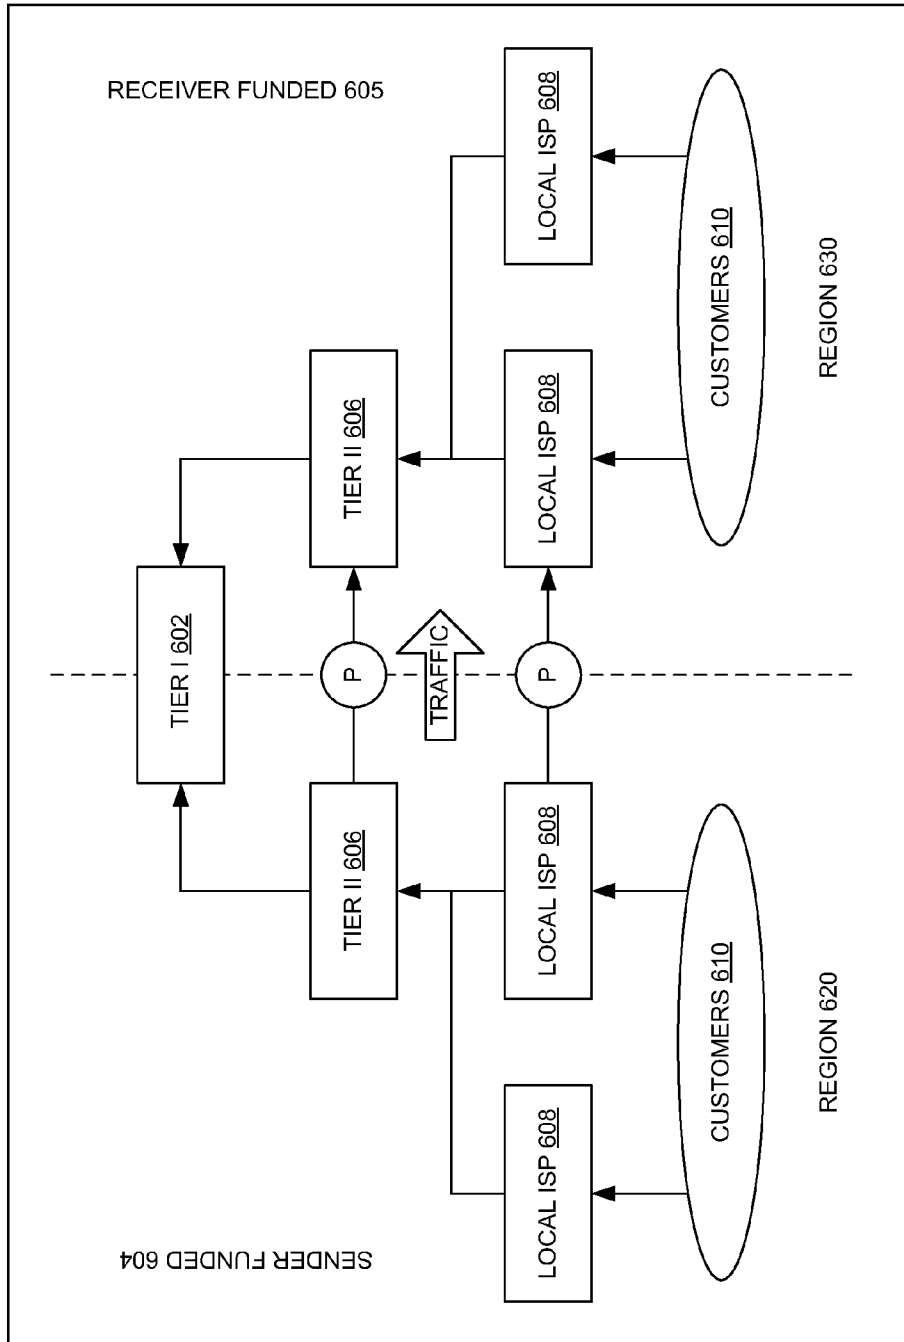 RECEIVER FUNDED 605
SENDER FUNDED 604
TIER I 602
TIER II 606
P
TIER II 606
TRAFFIC
LOCAL ISP 608
LOCAL ISP 608
P
LOCAL ISP 608
LOCAL ISP 608
CUSTOMERS 610
CUSTOMERS 610
REGION 620
REGION 630